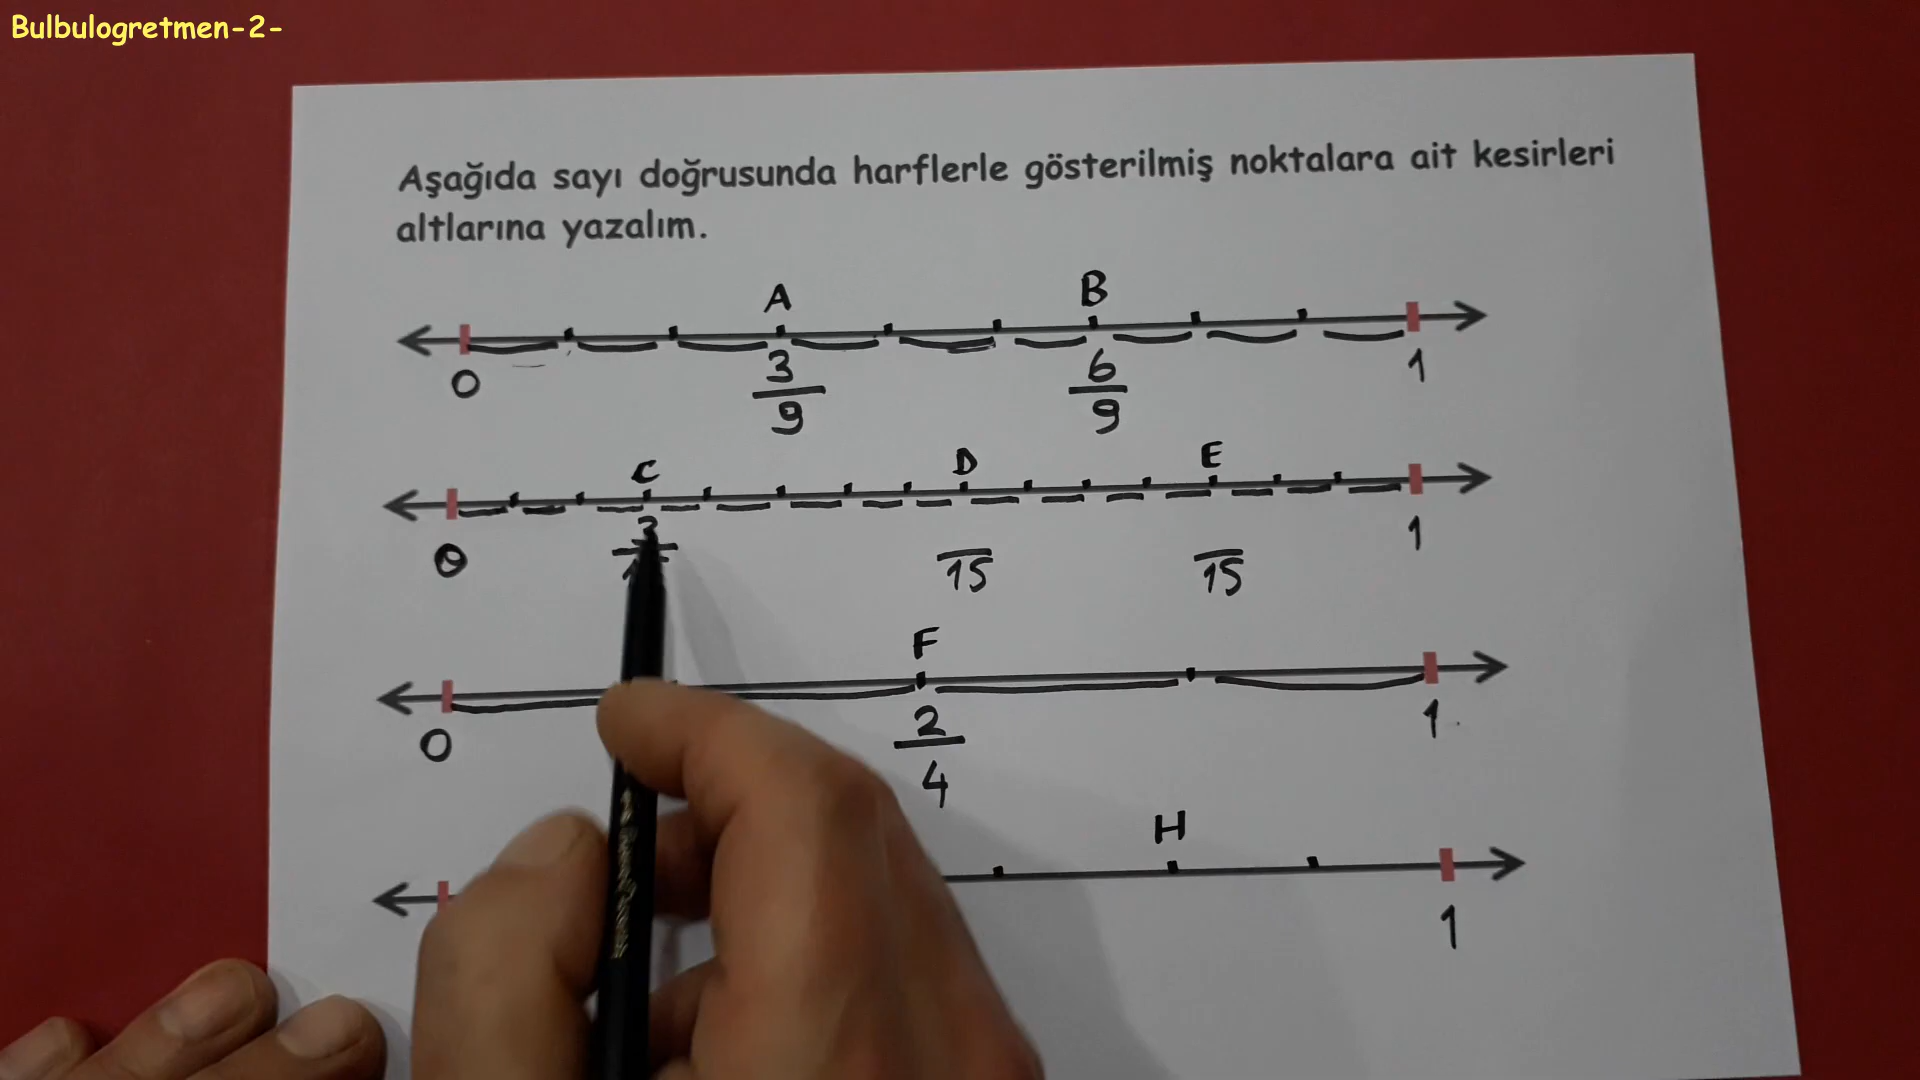 Bulbulogretmen-2-
Aşağıda sayı doğrusunda harflerle gösterilmiş noktalara ait kesirleri
altlarına yazalım.
A B
0 3/9 6/9 1
C D E
0 3 /15 /15 1
F
0 2/4 1
H
1